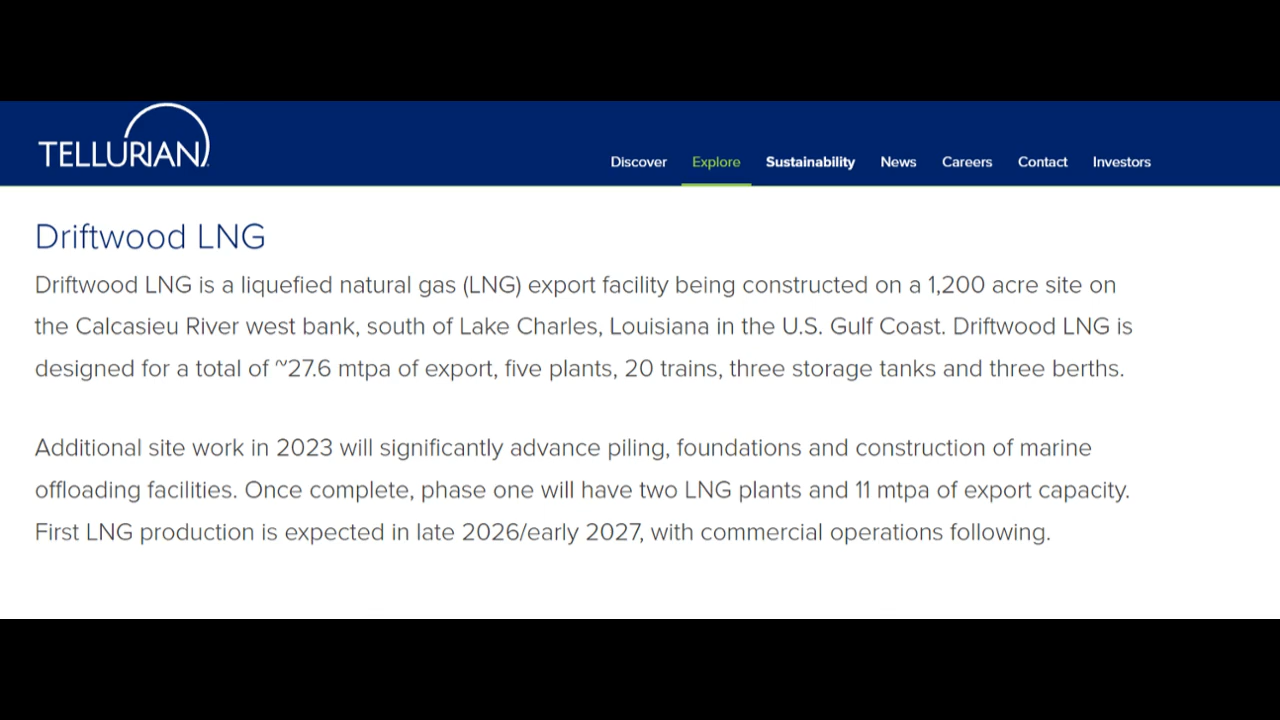 TELLURIAN
Discover Explore Sustainability News Careers Contact Investors
Driftwood LNG
Driftwood LNG is a liquefied natural gas (LNG) export facility being constructed on a 1,200 acre site on
the Calcasieu River west bank, south of Lake Charles, Louisiana in the U.S. Gulf Coast. Driftwood LNG is
designed for a total of ~27.6 mtpa of export, five plants, 20 trains, three storage tanks and three berths.
Additional site work in 2023 will significantly advance piling, foundations and construction of marine
offloading facilities. Once complete, phase one will have two LNG plants and 11 mtpa of export capacity.
First LNG production is expected in late 2026/early 2027, with commercial operations following.